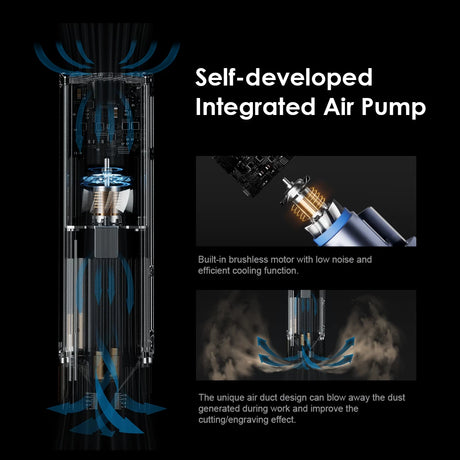 Self-developed
Integrated Air Pump
Built-in brushless motor with low noise and
efficient cooling function.
The unique air duct design can blow away the dust
generated during work and improve the
cutting/engraving effect.